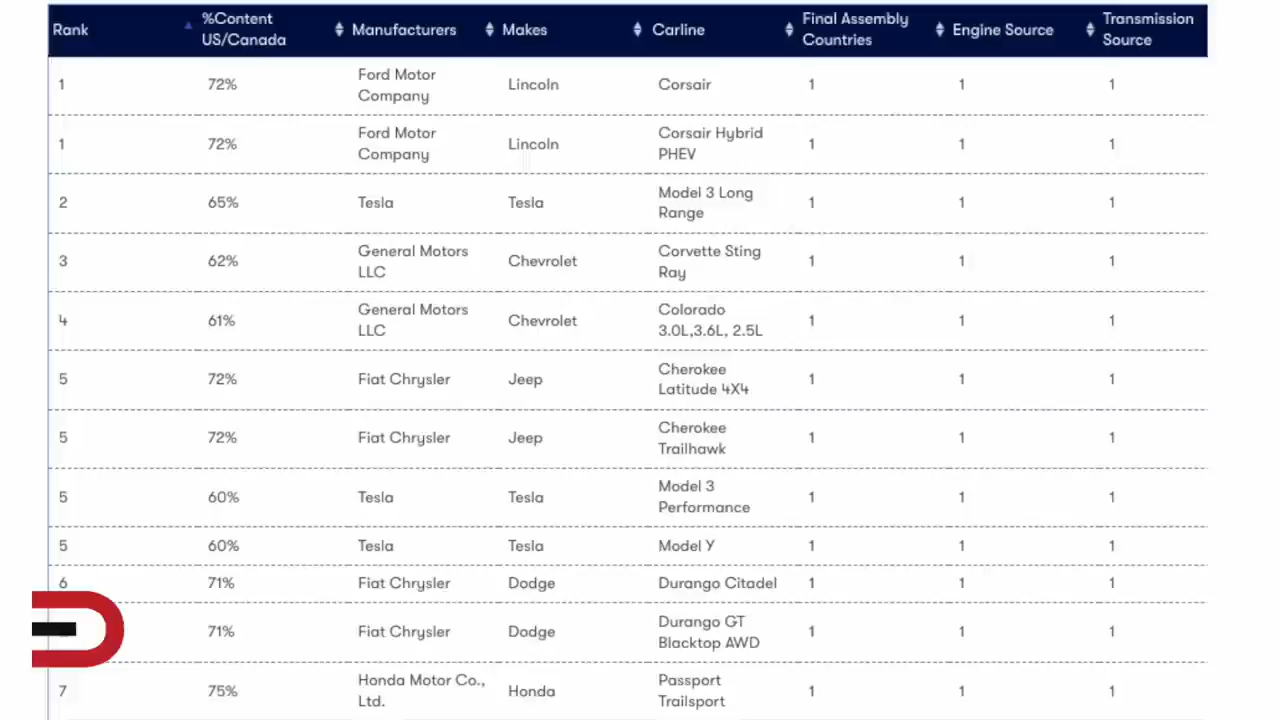 Rank %Content US/Canada Manufacturers Makes Carline Final Assembly Countries Engine Source Transmission Source
1 72% Ford Motor Company Lincoln Corsair 1 1 1
1 72% Ford Motor Company Lincoln Corsair Hybrid PHEV 1 1 1
2 65% Tesla Tesla Model 3 Long Range 1 1 1
3 62% General Motors LLC Chevrolet Corvette Sting Ray 1 1 1
4 61% General Motors LLC Chevrolet Colorado 3.0L,3.6L, 2.5L 1 1 1
5 72% Fiat Chrysler Jeep Cherokee Latitude 4X4 1 1 1
5 72% Fiat Chrysler Jeep Cherokee Trailhawk 1 1 1
5 60% Tesla Tesla Model 3 Performance 1 1 1
5 60% Tesla Tesla Model Y 1 1 1
6 71% Fiat Chrysler Dodge Durango Citadel 1 1 1
71% Fiat Chrysler Dodge Durango GT Blacktop AWD 1 1 1
7 75% Honda Motor Co., Ltd. Honda Passport Trailsport 1 1 1